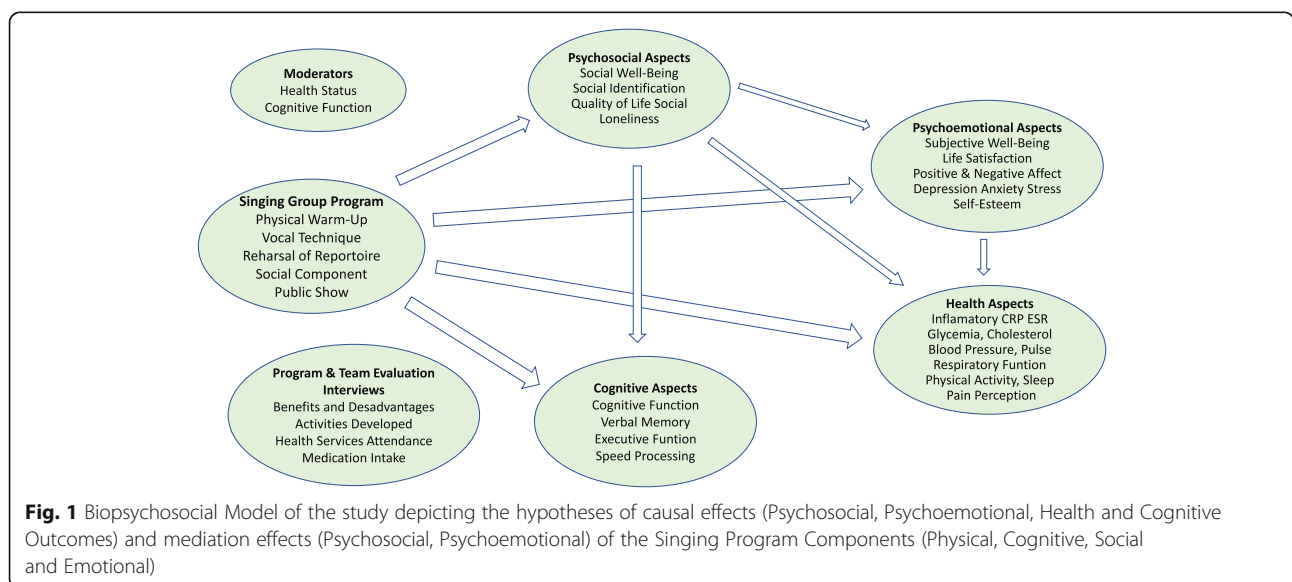 Moderators
Health Status
Cognitive Function
Psychosocial Aspects
Social Well-Being
Social Identification
Quality of Life Social
Loneliness
Psychoemotional Aspects
Subjective Well-Being
Life Satisfaction
Positive & Negative Affect
Depression Anxiety Stress
Self-Esteem
Singing Group Program
Physical Warm-Up
Vocal Technique
Reharsal of Repertoire
Social Component
Public Show
Health Aspects
Inflamatory CRP ESR
Glycemia, Cholesterol
Blood Pressure, Pulse
Respiratory Funtion
Physical Activity, Sleep
Pain Perception
Program & Team Evaluation
Interviews
Benefits and Desadvantages
Activities Developed
Health Services Attendance
Medication Intake
Cognitive Aspects
Cognitive Function
Verbal Memory
Executive Funtion
Speed Processing
Fig. 1 Biopsychosocial Model of the study depicting the hypotheses of causal effects (Psychosocial, Psychoemotional, Health and Cognitive
Outcomes) and mediation effects (Psychosocial, Psychoemotional) of the Singing Program Components (Physical, Cognitive, Social
and Emotional)